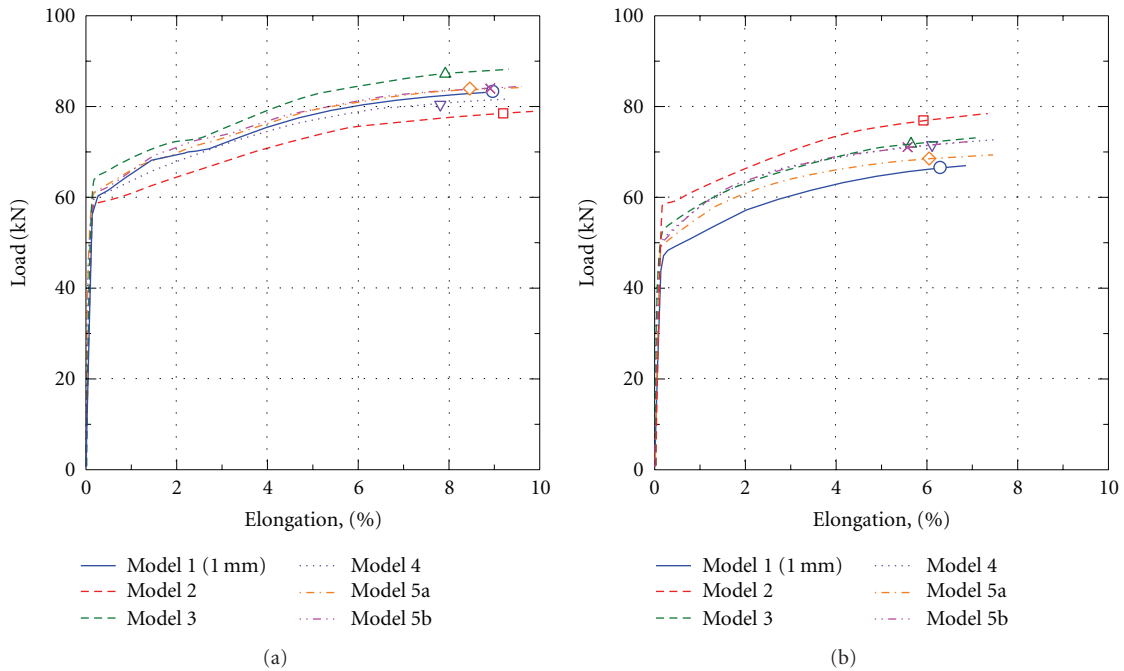 100
80
60
40
20
0
Load (kN)
0 2 4 6 8 10
Elongation, (%)
Model 1 (1 mm)
Model 2
Model 3
Model 4
Model 5a
Model 5b
(a)
100
80
60
40
20
0
Load (kN)
0 2 4 6 8 10
Elongation, (%)
Model 1 (1 mm)
Model 2
Model 3
Model 4
Model 5a
Model 5b
(b)